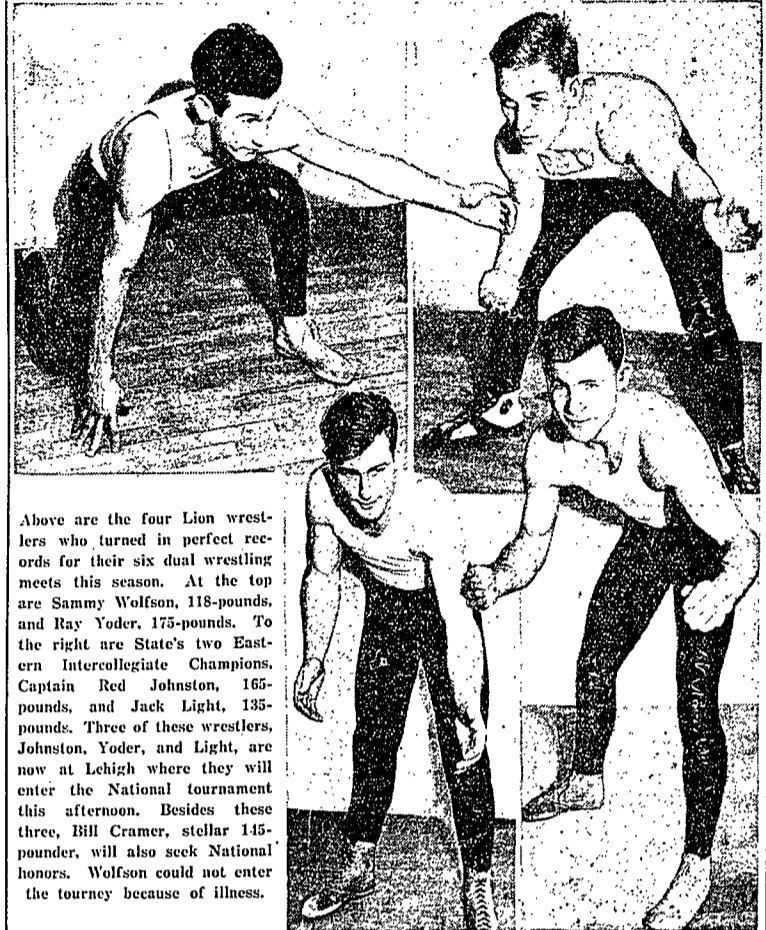 Above are the four Lion wrest-
lers who turned in perfect rec-
ords for their six dual wrestling
meets this season. At the top
are Sammy Wolfson, 118-pounds,
and Ray Yoder, 175-pounds. To
the right are State's two East-
ern Intercollegiate Champions,
Captain Red Johnston, 165-
pounds, and Jack Light, 135-
pounds. Three of these wrestlers,
Johnston, Yoder, and Light, are
now at Lehigh where they will
enter the National tournament
this afternoon. Besides these
three, Bill Cramer, stellar 145-
pounder, will also seek National
honors. Wolfson could not enter
the tourney because of illness.